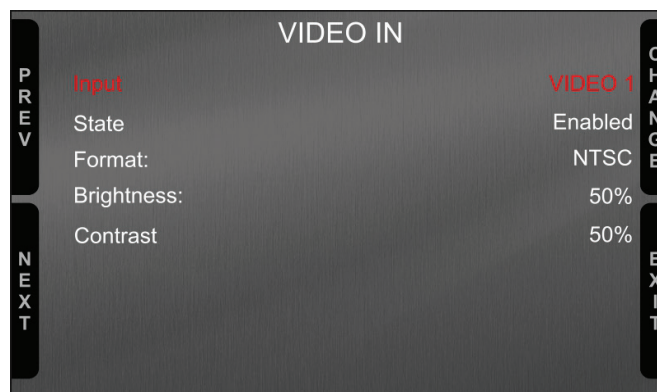 VIDEO IN
PREV
Input VIDEO 1
State Enabled
Format: NTSC
Brightness: 50%
Contrast 50%
NEXT
CHANGE
EXIT